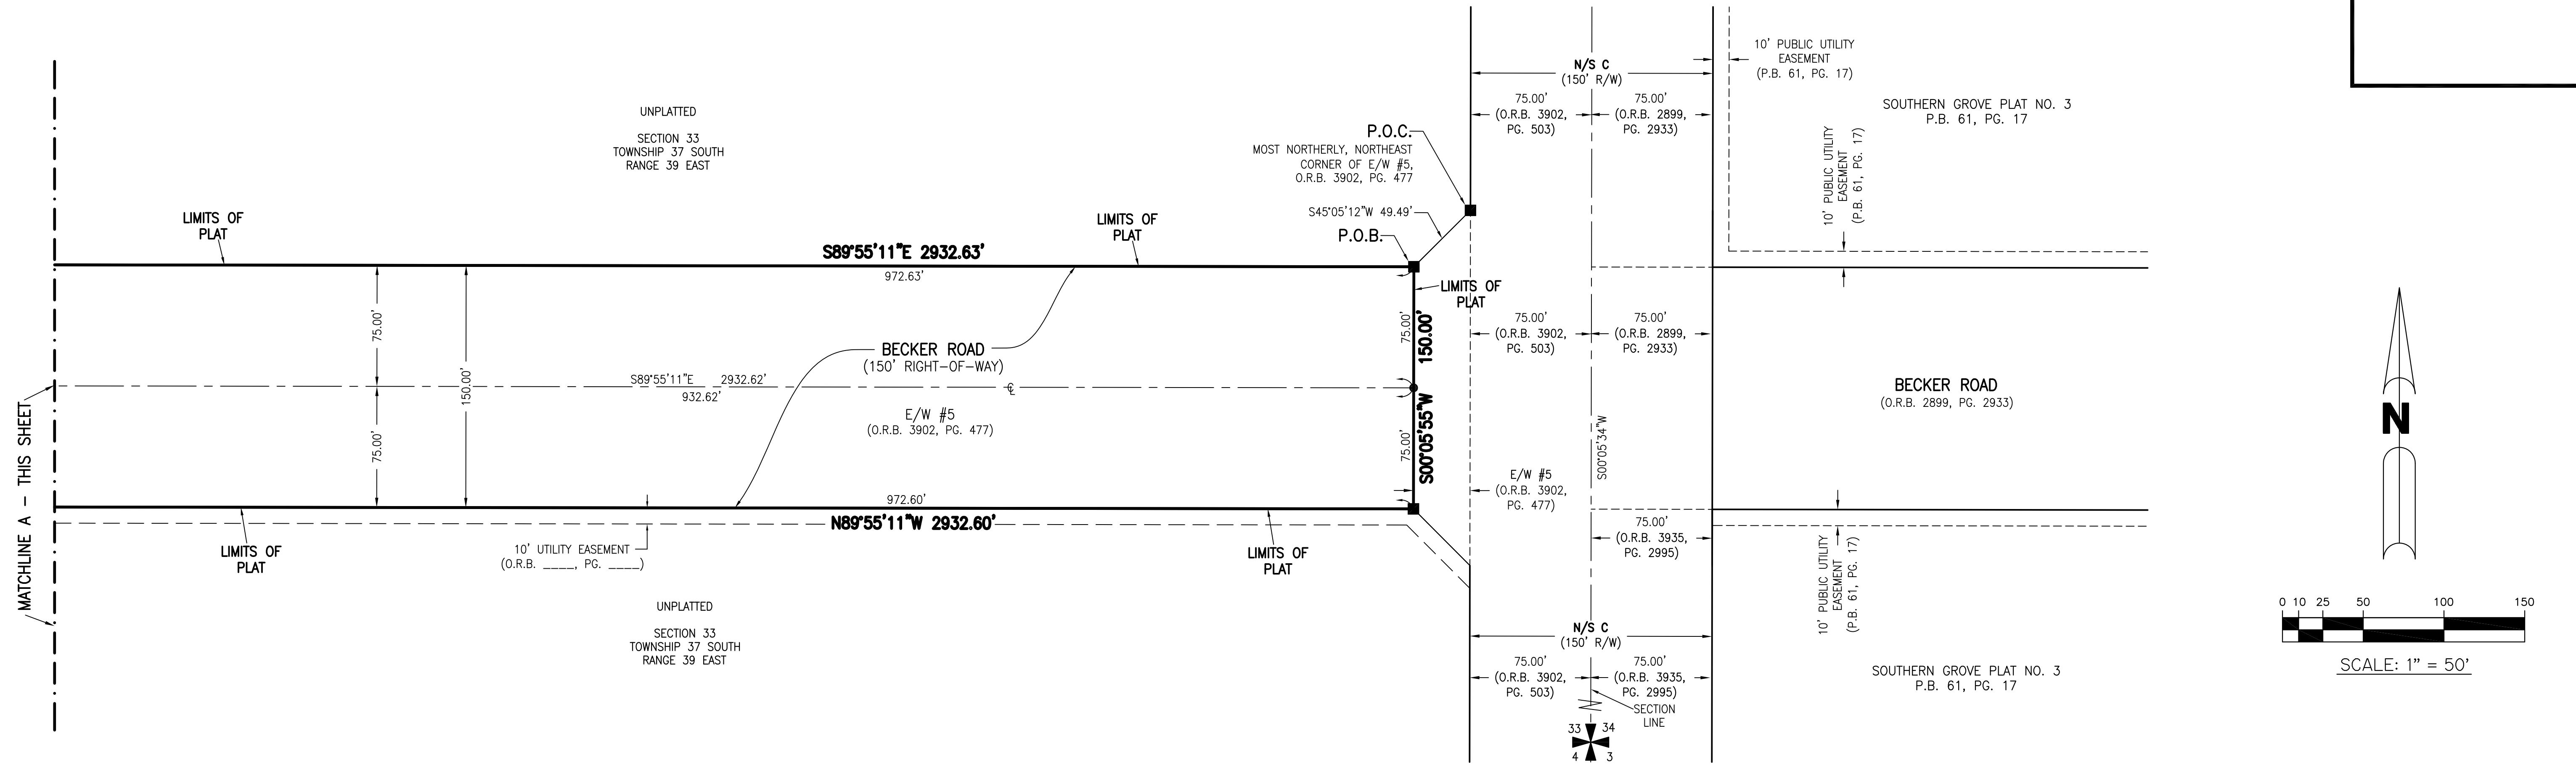 UNPLATTED
SECTION 33
TOWNSHIP 37 SOUTH
RANGE 39 EAST
N/S C
(150' R/W)
75.00'
(O.R.B. 3902,
PG. 503)
75.00'
(O.R.B. 2899,
PG. 2933)
10' PUBLIC UTILITY
EASEMENT
(P.B. 61, PG. 17)
SOUTHERN GROVE PLAT NO. 3
P.B. 61, PG. 17
10' PUBLIC UTILITY
EASEMENT
(P.B. 61, PG. 17)
P.O.C.
MOST NORTHERLY, NORTHEAST
CORNER OF E/W #5,
O.R.B. 3902, PG. 477
S45°05'12"W 49.49'
P.O.B.
LIMITS OF
PLAT
LIMITS OF
PLAT
S89°55'11"E 2932.63'
972.63'
LIMITS OF
PLAT
75.00'
150.00'
75.00'
BECKER ROAD
(150' RIGHT-OF-WAY)
S89°55'11"E 2932.62'
932.62'
℄
E/W #5
(O.R.B. 3902, PG. 477)
75.00'
150.00'
75.00'
S00°05'55"W
75.00'
(O.R.B. 3902,
PG. 503)
75.00'
(O.R.B. 2899,
PG. 2933)
BECKER ROAD
(O.R.B. 2899, PG. 2933)
S00°05'34"W
E/W #5
(O.R.B. 3902,
PG. 477)
MATCHLINE A - THIS SHEET
972.60'
N89°55'11"W 2932.60'
LIMITS OF
PLAT
10' UTILITY EASEMENT
(O.R.B. ____, PG. ____)
LIMITS OF
PLAT
75.00'
(O.R.B. 3935,
PG. 2995)
10' PUBLIC UTILITY
EASEMENT
(P.B. 61, PG. 17)
UNPLATTED
SECTION 33
TOWNSHIP 37 SOUTH
RANGE 39 EAST
N/S C
(150' R/W)
75.00'
(O.R.B. 3902,
PG. 503)
75.00'
(O.R.B. 3935,
PG. 2995)
SECTION
LINE
33 34
4 3
SOUTHERN GROVE PLAT NO. 3
P.B. 61, PG. 17
N
0 10 25 50 100 150
SCALE: 1" = 50'